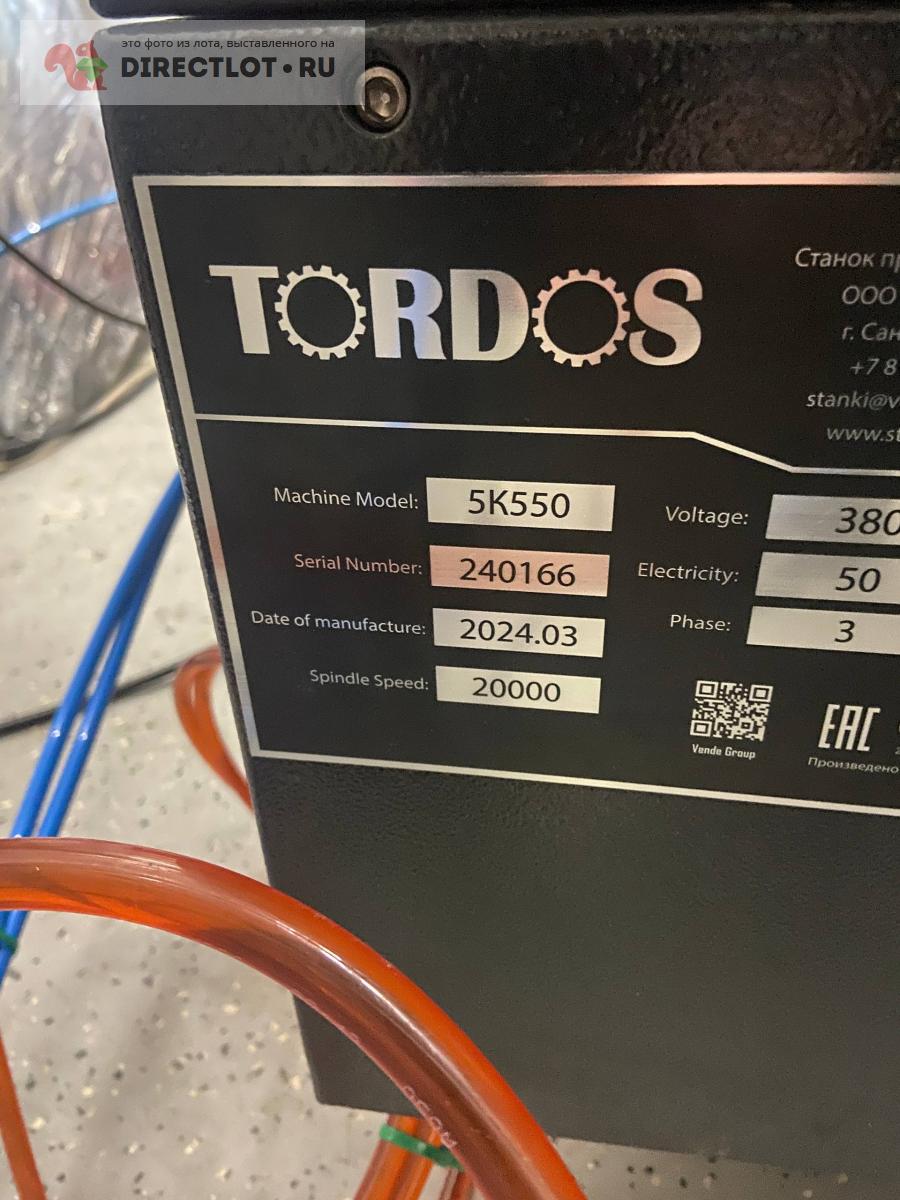 это фото из лота, выставленного на
DIRECTLOT•RU
TORDOS
Станок
ООО
г.
+7 8
stanki@v
www.st
Machine Model: 5K550
Voltage: 380
Serial Number: 240166
Electricity: 50
Date of manufacture: 2024.03
Phase: 3
Spindle Speed: 20000
Vende Group
EAC
Произведено